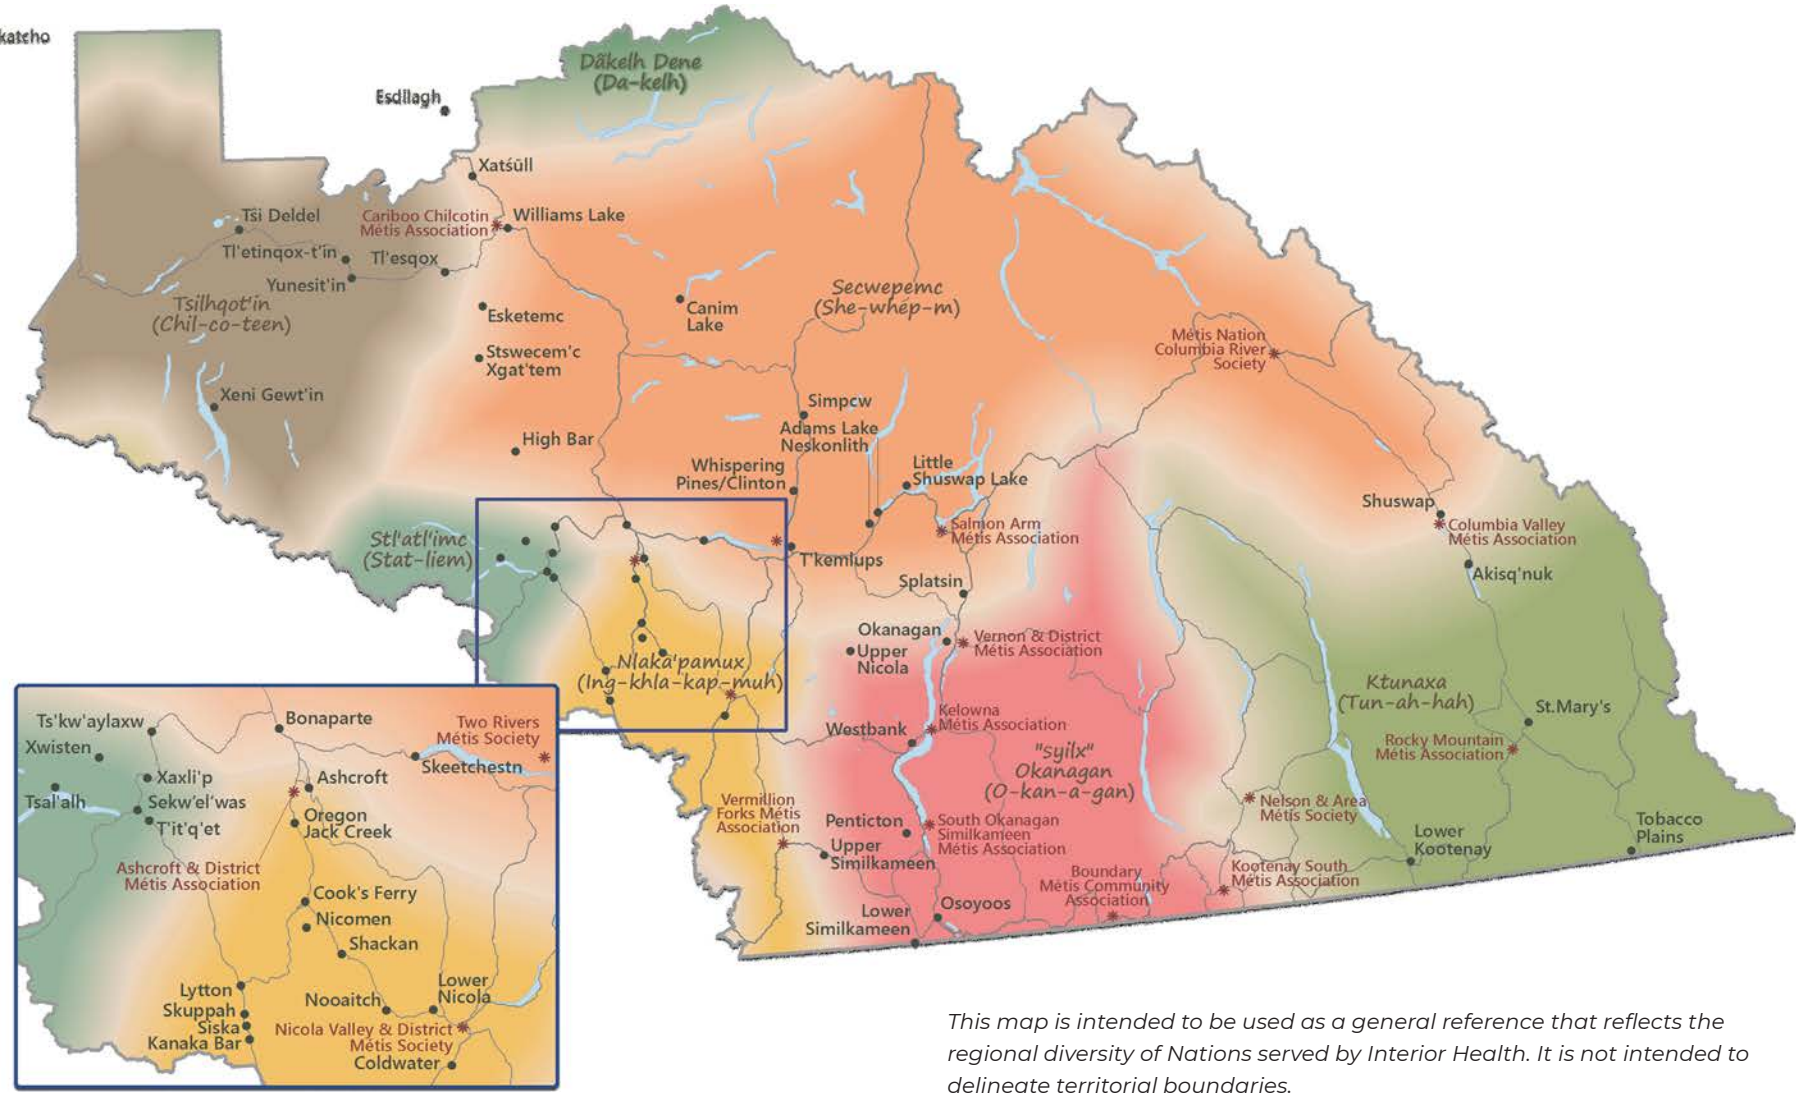 katcho
Dãkelh Dene
(Da-kelh)
Esdilagh
Xatśūll
Cariboo Chilcotin
Métis Association
Williams Lake
Tsi Deldel
Tl'etinqox-t'in
Tl'esqox
Yunesit'in
Tsilhqot'in
(Chil-co-teen)
Esketemc
Canim
Lake
Secwepemc
(She-whép-m)
Stswecem'c
Xgat'tem
Métis Nation
Columbia River
Society
Xeni Gewt'in
Simpcw
High Bar
Adams Lake
Neskonlith
Whispering
Pines/Clinton
Little
Shuswap Lake
Shuswap
Columbia Valley
Métis Association
Salmon Arm
Métis Association
Stl'atl'imc
(Stat-liem)
T'kemlups
Akisq'nuk
Splatsin
Okanagan
Upper
Nicola
Vernon & District
Métis Association
Nlaka'pamux
(Ing-khla-kap-muh)
Ktunaxa
(Tun-ah-hah)
St.Mary's
Kelowna
Métis Association
Westbank
Rocky Mountain
Métis Association
"syilx"
Okanagan
(O-kan-a-gan)
Vermillion
Forks Métis
Association
Nelson & Area
Métis Society
Penticton
South Okanagan
Similkameen
Métis Association
Upper
Similkameen
Lower
Kootenay
Tobacco
Plains
Boundary
Métis Community
Association
Kootenay South
Métis Association
Osoyoos
Lower
Similkameen
Ts'kw'aylaxw
Bonaparte
Two Rivers
Métis Society
Xwisten
Skeetchestn
Xaxli'p
Ashcroft
Tsal'alh
Sekw'el'was
T'it'q'et
Oregon
Jack Creek
Ashcroft & District
Métis Association
Cook's Ferry
Nicomen
Shackan
Lytton
Lower
Nicola
Nooaitch
Skuppah
Siska
Kanaka Bar
Nicola Valley & District
Métis Society
Coldwater
This map is intended to be used as a general reference that reflects the
regional diversity of Nations served by Interior Health. It is not intended to
delineate territorial boundaries.